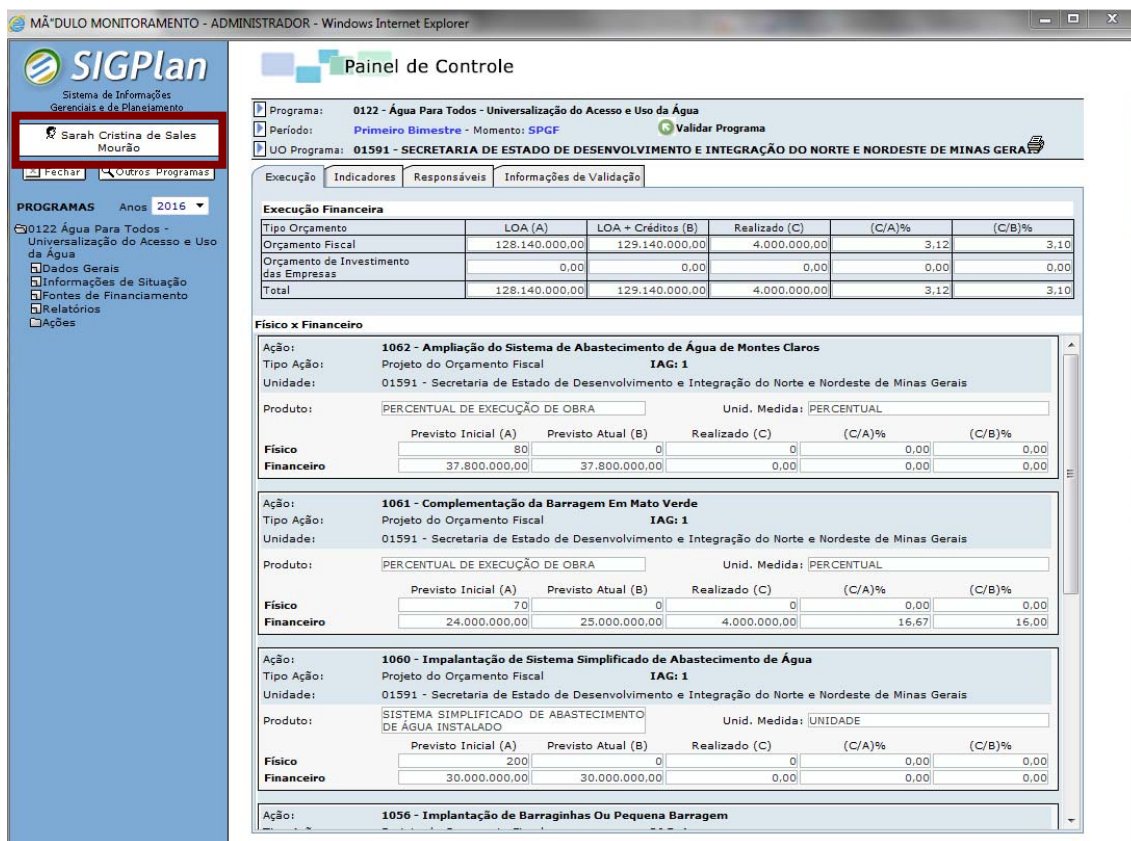 MÃ"DULO MONITORAMENTO - ADMINISTRADOR - Windows Internet Explorer
SIGPlan
Sistema de Informações
Gerenciais e de Planejamento
Sarah Cristina de Sales
Mourão
Fechar Outros Programas
PROGRAMAS Anos 2016
0122 Água Para Todos -
Universalização do Acesso e Uso
da Água
Dados Gerais
Informações de Situação
Fontes de Financiamento
Relatórios
Ações
Painel de Controle
Programa: 0122 - Água Para Todos - Universalização do Acesso e Uso da Água
Período: Primeiro Bimestre - Momento: SPGF Validar Programa
UO Programa: 01591 - SECRETARIA DE ESTADO DE DESENVOLVIMENTO E INTEGRAÇÃO DO NORTE E NORDESTE DE MINAS GERA
Execução Indicadores Responsáveis Informações de Validação
Execução Financeira
Tipo Orçamento LOA (A) LOA + Créditos (B) Realizado (C) (C/A)% (C/B)%
Orçamento Fiscal 128.140.000,00 129.140.000,00 4.000.000,00 3,12 3,10
Orçamento de Investimento
das Empresas 0,00 0,00 0,00 0,00 0,00
Total 128.140.000,00 129.140.000,00 4.000.000,00 3,12 3,10
Físico x Financeiro
Ação: 1062 - Ampliação do Sistema de Abastecimento de Água de Montes Claros
Tipo Ação: Projeto do Orçamento Fiscal IAG: 1
Unidade: 01591 - Secretaria de Estado de Desenvolvimento e Integração do Norte e Nordeste de Minas Gerais
Produto: PERCENTUAL DE EXECUÇÃO DE OBRA Unid. Medida: PERCENTUAL
Previsto Inicial (A) Previsto Atual (B) Realizado (C) (C/A)% (C/B)%
Físico 80 0 0 0,00 0,00
Financeiro 37.800.000,00 37.800.000,00 0,00 0,00 0,00
Ação: 1061 - Complementação da Barragem Em Mato Verde
Tipo Ação: Projeto do Orçamento Fiscal IAG: 1
Unidade: 01591 - Secretaria de Estado de Desenvolvimento e Integração do Norte e Nordeste de Minas Gerais
Produto: PERCENTUAL DE EXECUÇÃO DE OBRA Unid. Medida: PERCENTUAL
Previsto Inicial (A) Previsto Atual (B) Realizado (C) (C/A)% (C/B)%
Físico 70 0 0 0,00 0,00
Financeiro 24.000.000,00 25.000.000,00 4.000.000,00 16,67 16,00
Ação: 1060 - Impalantação de Sistema Simplificado de Abastecimento de Água
Tipo Ação: Projeto do Orçamento Fiscal IAG: 1
Unidade: 01591 - Secretaria de Estado de Desenvolvimento e Integração do Norte e Nordeste de Minas Gerais
Produto: SISTEMA SIMPLIFICADO DE ABASTECIMENTO
DE ÁGUA INSTALADO Unid. Medida: UNIDADE
Previsto Inicial (A) Previsto Atual (B) Realizado (C) (C/A)% (C/B)%
Físico 200 0 0 0,00 0,00
Financeiro 30.000.000,00 30.000.000,00 0,00 0,00 0,00
Ação: 1056 - Implantação de Barraginhas Ou Pequena Barragem